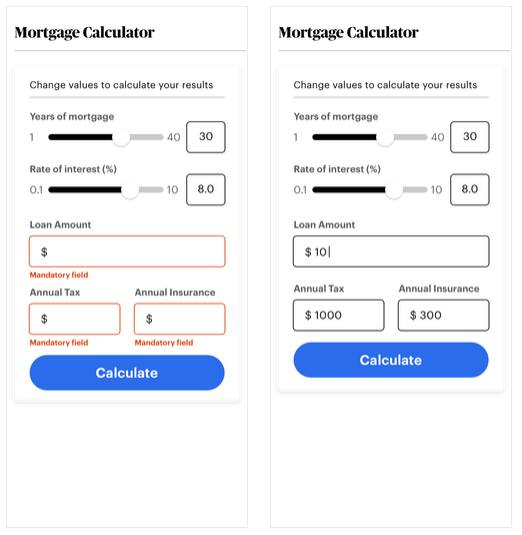 Mortgage Calculator
Change values to calculate your results
Years of mortgage
1 40 30
Rate of interest (%)
0.1 10 8.0
Loan Amount
$
Mandatory field
Annual Tax Annual Insurance
$ $
Mandatory field Mandatory field
Calculate
Mortgage Calculator
Change values to calculate your results
Years of mortgage
1 40 30
Rate of interest (%)
0.1 10 8.0
Loan Amount
$ 10
Annual Tax Annual Insurance
$ 1000 $ 300
Calculate